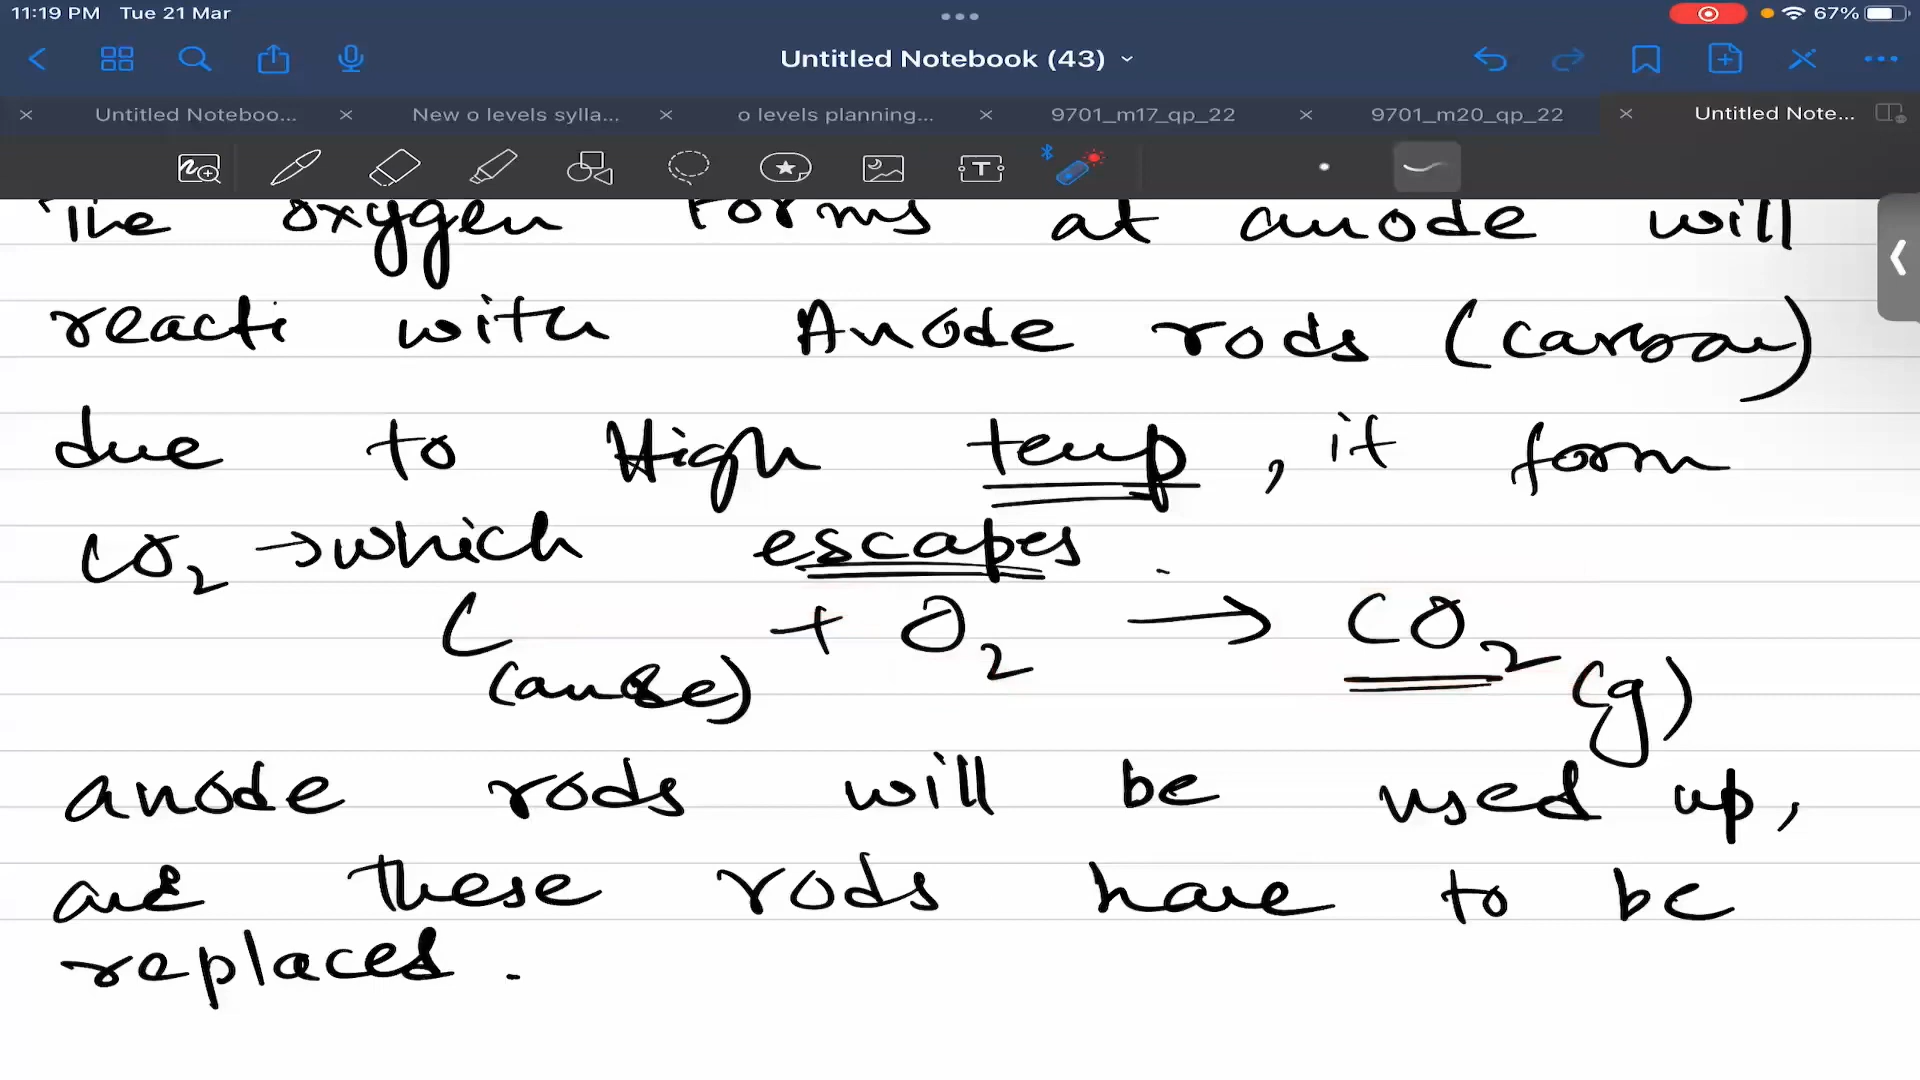 11:19 PM Tue 21 Mar 67%
Untitled Notebook (43)
Untitled Noteboo... New o levels sylla... o levels planning... 9701_m17_qp_22 9701_m20_qp_22 Untitled Note...
The oxygen forms at anode will
reacti with Anode rods (carbon)
due to High temp, it form
CO2 →which escapes.
C + O2 → CO2
(anode) (g)
anode rods will be used up,
and these rods have to be
replaced.